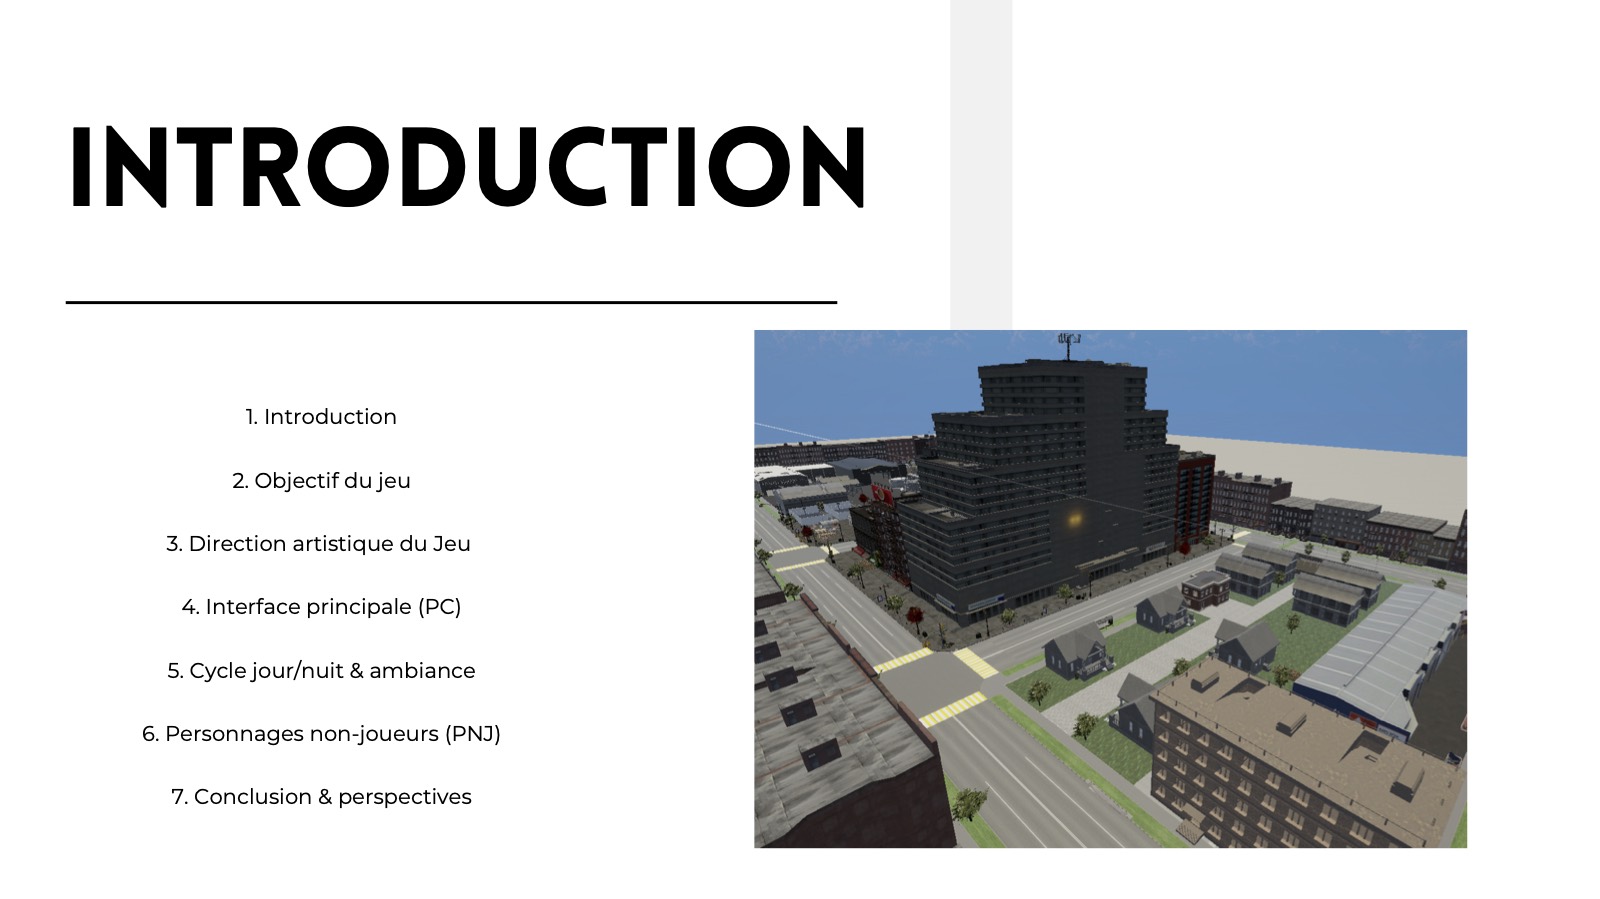 INTRODUCTION
1. Introduction
2. Objectif du jeu
3. Direction artistique du Jeu
4. Interface principale (PC)
5. Cycle jour/nuit & ambiance
6. Personnages non-joueurs (PNJ)
7. Conclusion & perspectives